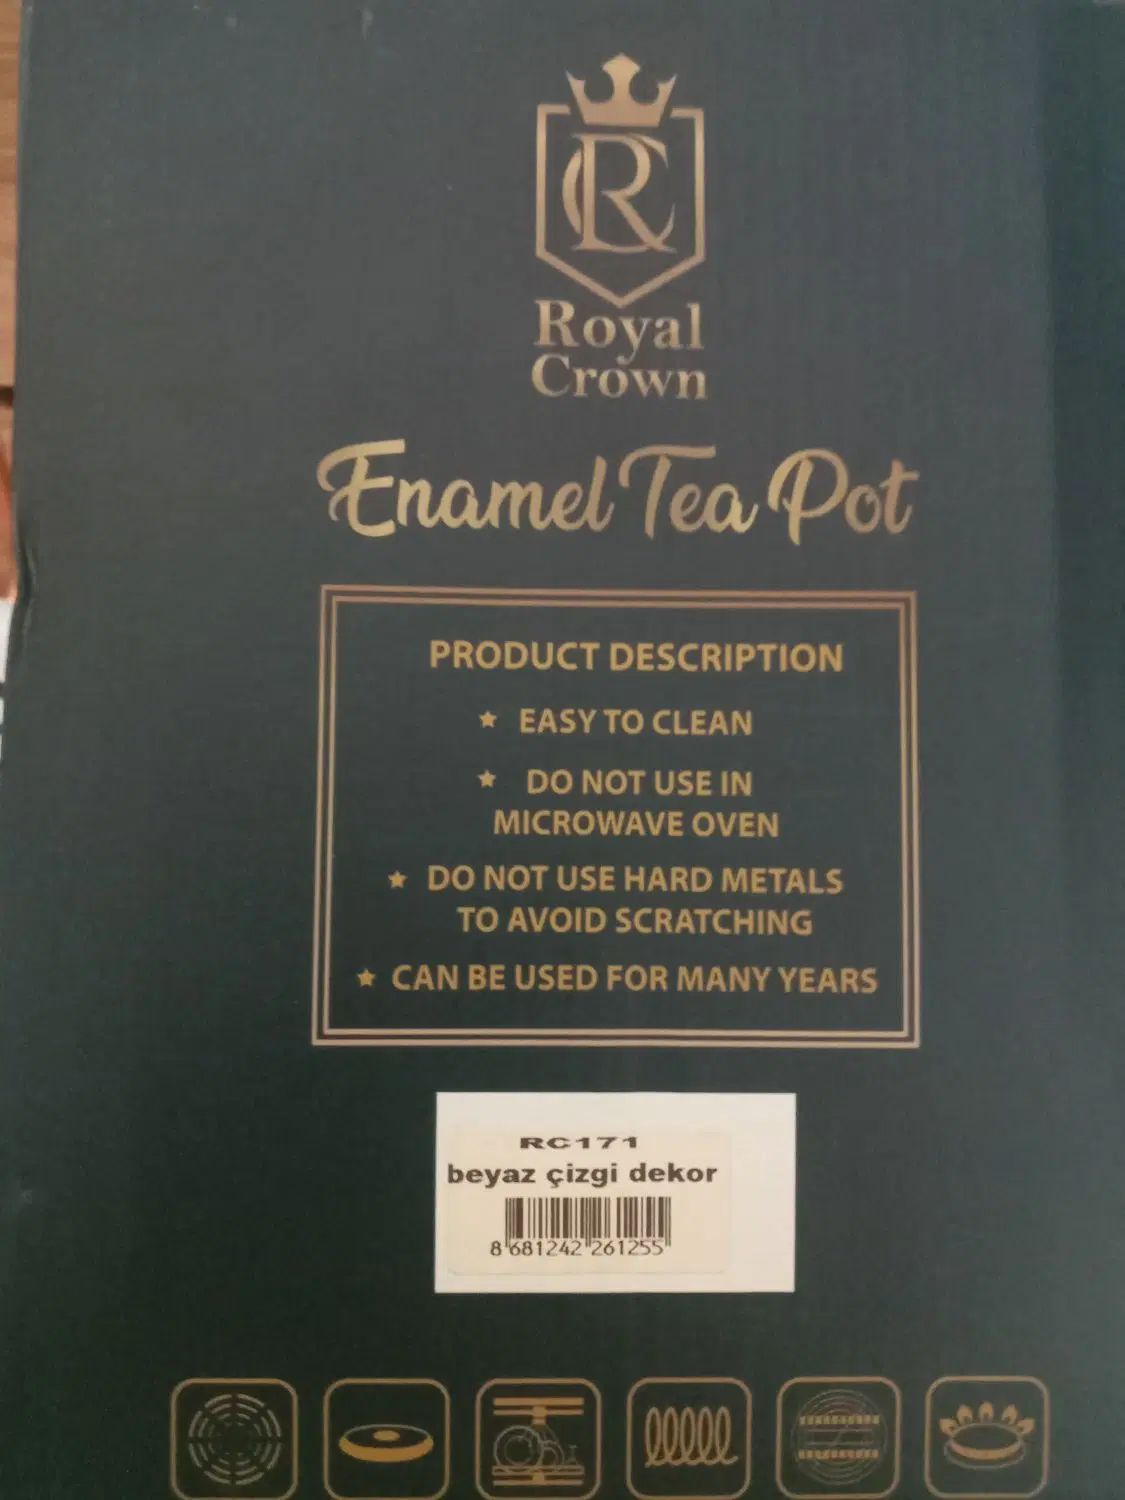 RC
Royal
Crown
Enamel Tea Pot
PRODUCT DESCRIPTION
★ EASY TO CLEAN
★ DO NOT USE IN
MICROWAVE OVEN
★ DO NOT USE HARD METALS
TO AVOID SCRATCHING
★ CAN BE USED FOR MANY YEARS
RC171
beyaz çizgi dekor
8 681242 261255